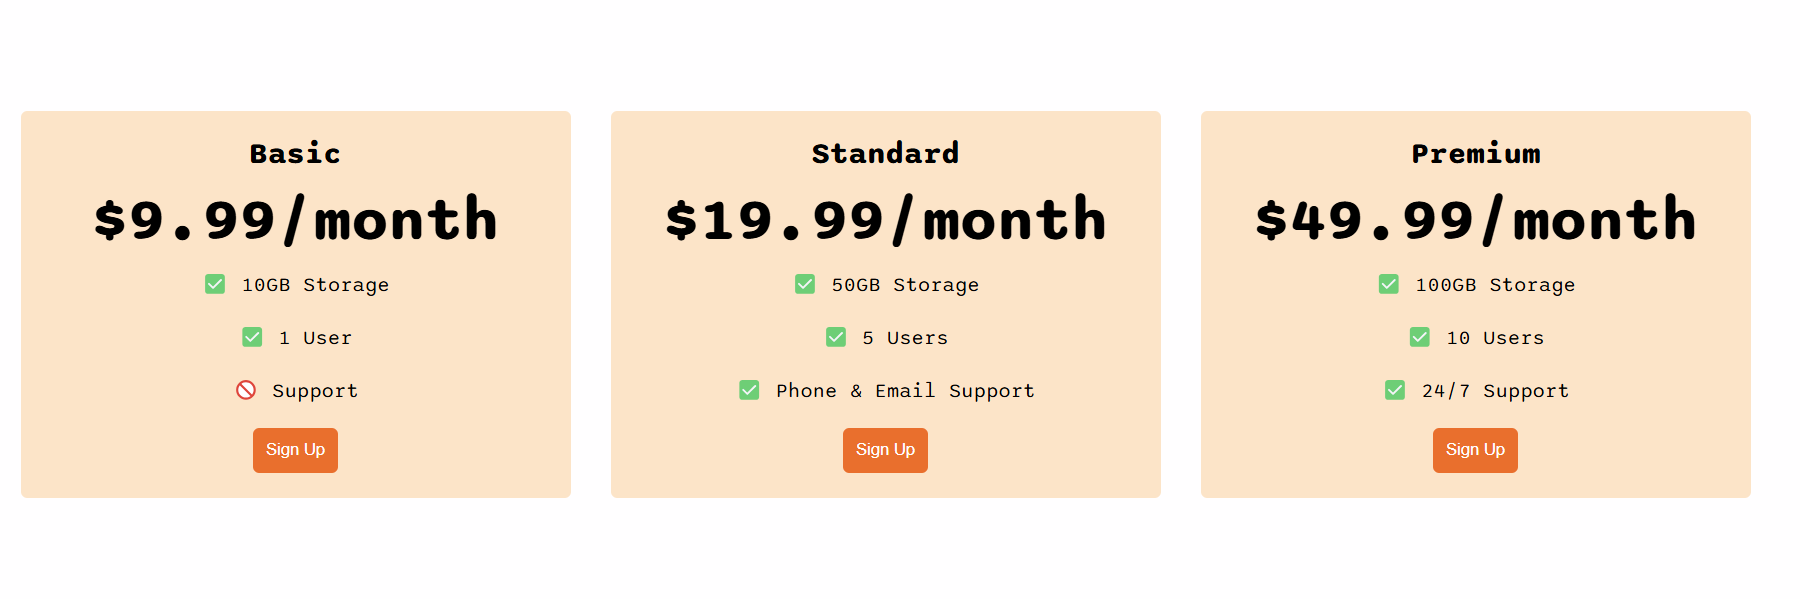 Basic
$9.99/month
10GB Storage
1 User
Support
Sign Up
Standard
$19.99/month
50GB Storage
5 Users
Phone & Email Support
Sign Up
Premium
$49.99/month
100GB Storage
10 Users
24/7 Support
Sign Up